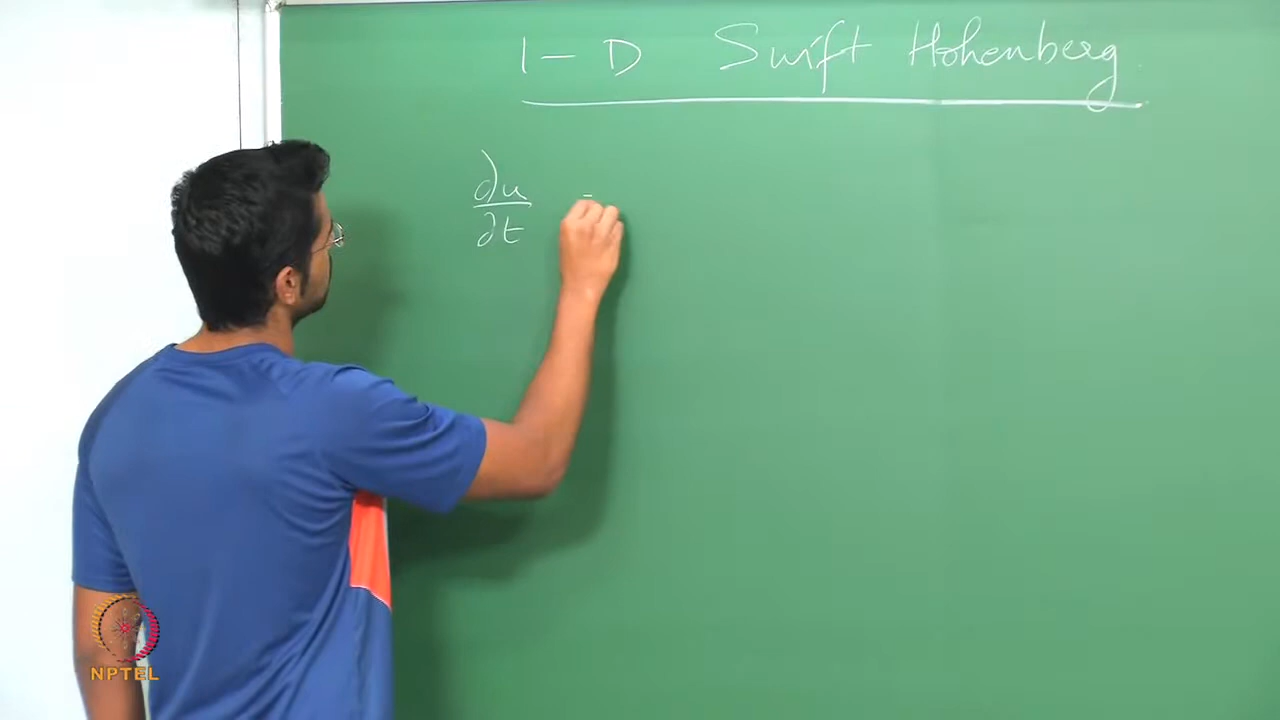 1-D Swift Hohenberg
∂u/∂t =
NPTEL